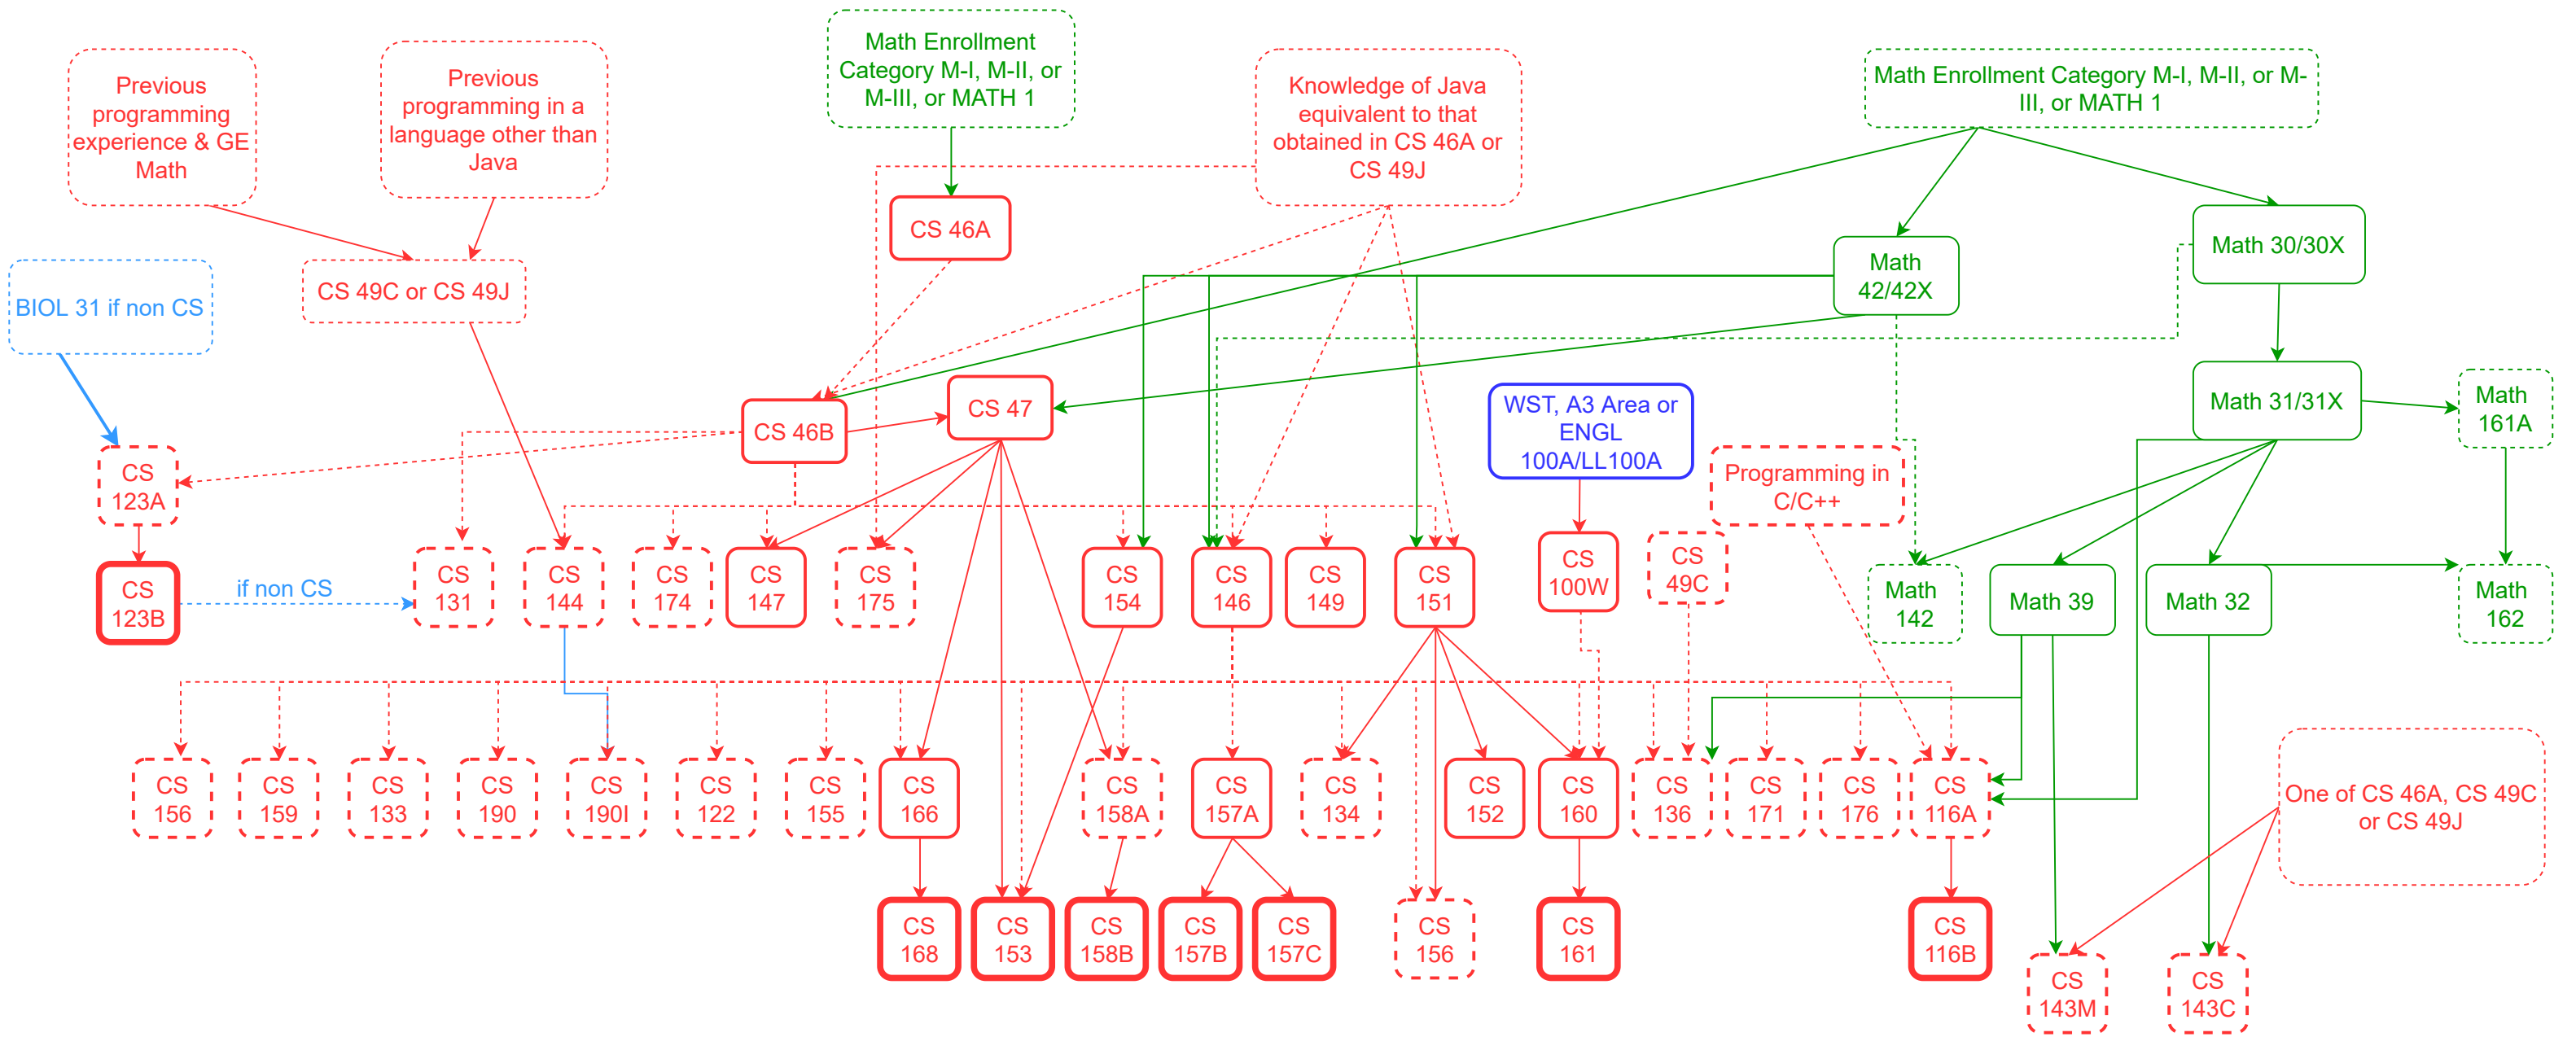 Math Enrollment
Category M-I, M-II, or
M-III, or MATH 1
Previous
programming
experience & GE
Math
Previous
programming in a
language other than
Java
Knowledge of Java
equivalent to that
obtained in CS 46A or
CS 49J
Math Enrollment Category M-I, M-II, or M-
III, or MATH 1
CS 46A
Math 30/30X
BIOL 31 if non CS
CS 49C or CS 49J
Math
42/42X
CS 46B
CS 47
WST, A3 Area or
ENGL
100A/LL100A
Math 31/31X
Math
161A
CS
123A
Programming in
C/C++
CS
123B
if non CS
CS
131
CS
144
CS
174
CS
147
CS
175
CS
154
CS
146
CS
149
CS
151
CS
100W
CS
49C
Math
142
Math 39
Math 32
Math
162
CS
156
CS
159
CS
133
CS
190
CS
190I
CS
122
CS
155
CS
166
CS
158A
CS
157A
CS
134
CS
152
CS
160
CS
136
CS
171
CS
176
CS
116A
One of CS 46A, CS 49C
or CS 49J
CS
168
CS
153
CS
158B
CS
157B
CS
157C
CS
156
CS
161
CS
116B
CS
143M
CS
143C